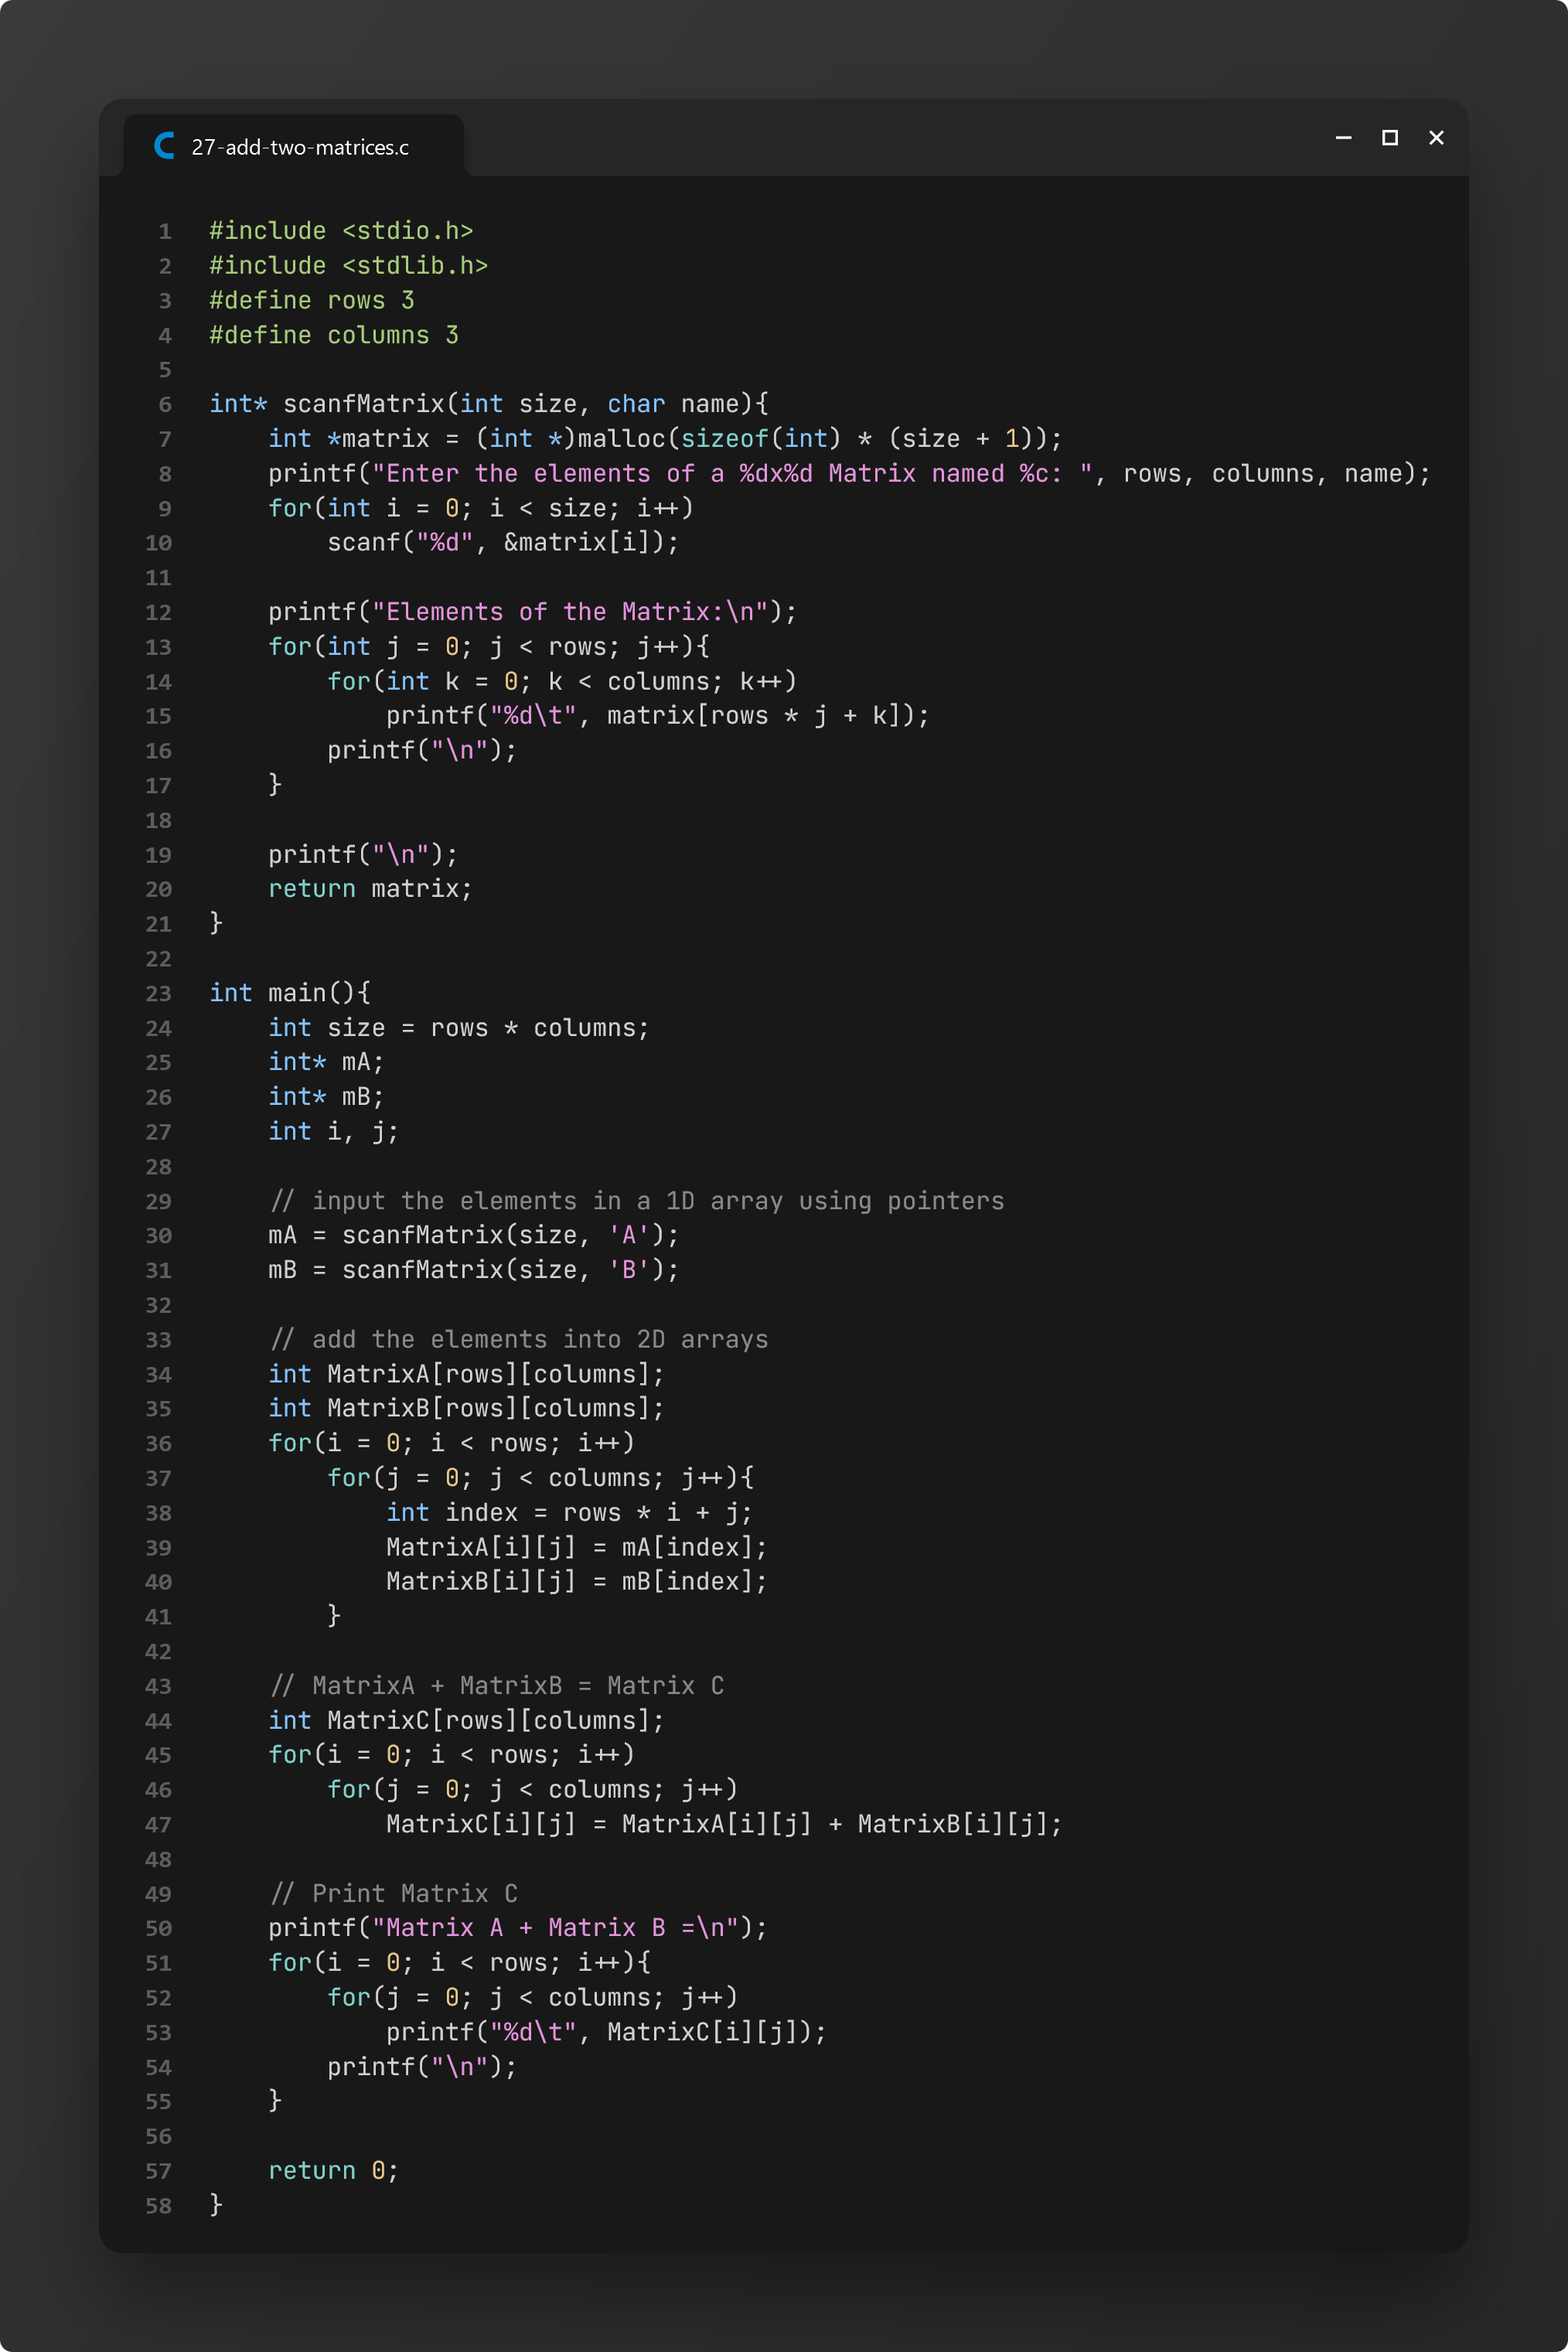 27-add-two-matrices.c
1 #include <stdio.h>
2 #include <stdlib.h>
3 #define rows 3
4 #define columns 3
5
6 int* scanfMatrix(int size, char name){
7     int *matrix = (int *)malloc(sizeof(int) * (size + 1));
8     printf("Enter the elements of a %dx%d Matrix named %c: ", rows, columns, name);
9     for(int i = 0; i < size; i++)
10         scanf("%d", &matrix[i]);
11
12     printf("Elements of the Matrix:\n");
13     for(int j = 0; j < rows; j++){
14         for(int k = 0; k < columns; k++)
15             printf("%d\t", matrix[rows * j + k]);
16         printf("\n");
17     }
18
19     printf("\n");
20     return matrix;
21 }
22
23 int main(){
24     int size = rows * columns;
25     int* mA;
26     int* mB;
27     int i, j;
28
29     // input the elements in a 1D array using pointers
30     mA = scanfMatrix(size, 'A');
31     mB = scanfMatrix(size, 'B');
32
33     // add the elements into 2D arrays
34     int MatrixA[rows][columns];
35     int MatrixB[rows][columns];
36     for(i = 0; i < rows; i++)
37         for(j = 0; j < columns; j++){
38             int index = rows * i + j;
39             MatrixA[i][j] = mA[index];
40             MatrixB[i][j] = mB[index];
41         }
42
43     // MatrixA + MatrixB = Matrix C
44     int MatrixC[rows][columns];
45     for(i = 0; i < rows; i++)
46         for(j = 0; j < columns; j++)
47             MatrixC[i][j] = MatrixA[i][j] + MatrixB[i][j];
48
49     // Print Matrix C
50     printf("Matrix A + Matrix B =\n");
51     for(i = 0; i < rows; i++){
52         for(j = 0; j < columns; j++)
53             printf("%d\t", MatrixC[i][j]);
54         printf("\n");
55     }
56
57     return 0;
58 }